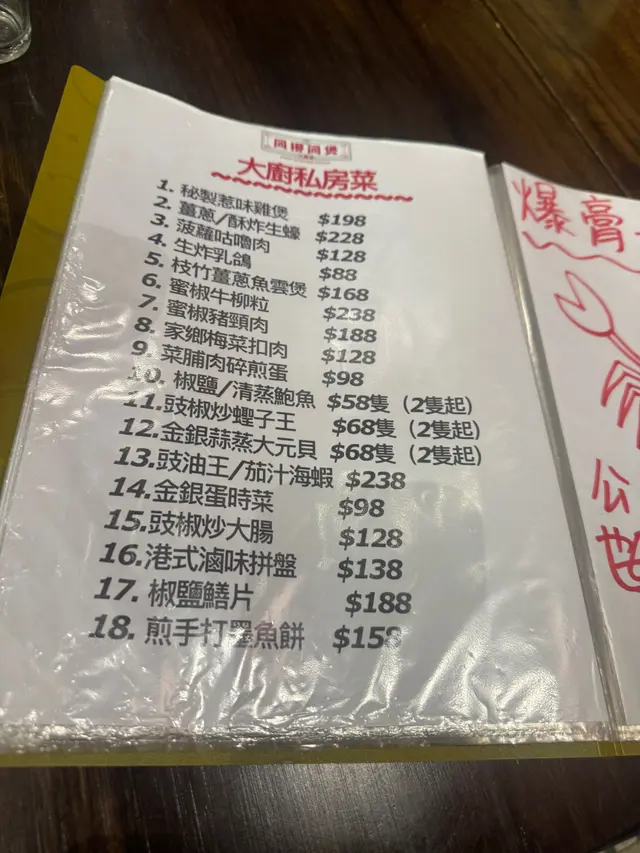 同撈同煲
大廚私房菜
1. 秘製惹味雞煲 $198
2. 薑蔥/酥炸生蠔 $228
3. 菠蘿咕嚕肉 $128
4. 生炸乳鴿 $88
5. 枝竹薑蔥魚雲煲 $168
6. 蜜椒牛柳粒 $238
7. 蜜椒豬頸肉 $188
8. 家鄉梅菜扣肉 $128
9. 菜脯肉碎煎蛋 $98
10. 椒鹽/清蒸鮑魚 $58隻（2隻起）
11.豉椒炒蟶子王 $68隻（2隻起）
12.金銀蒜蒸大元貝 $68隻（2隻起）
13.豉油王/茄汁海蝦 $238
14.金銀蛋時菜 $98
15.豉椒炒大腸 $128
16.港式滷味拼盤 $138
17. 椒鹽鱔片 $188
18. 煎手打墨魚餅 $158
爆膏
公